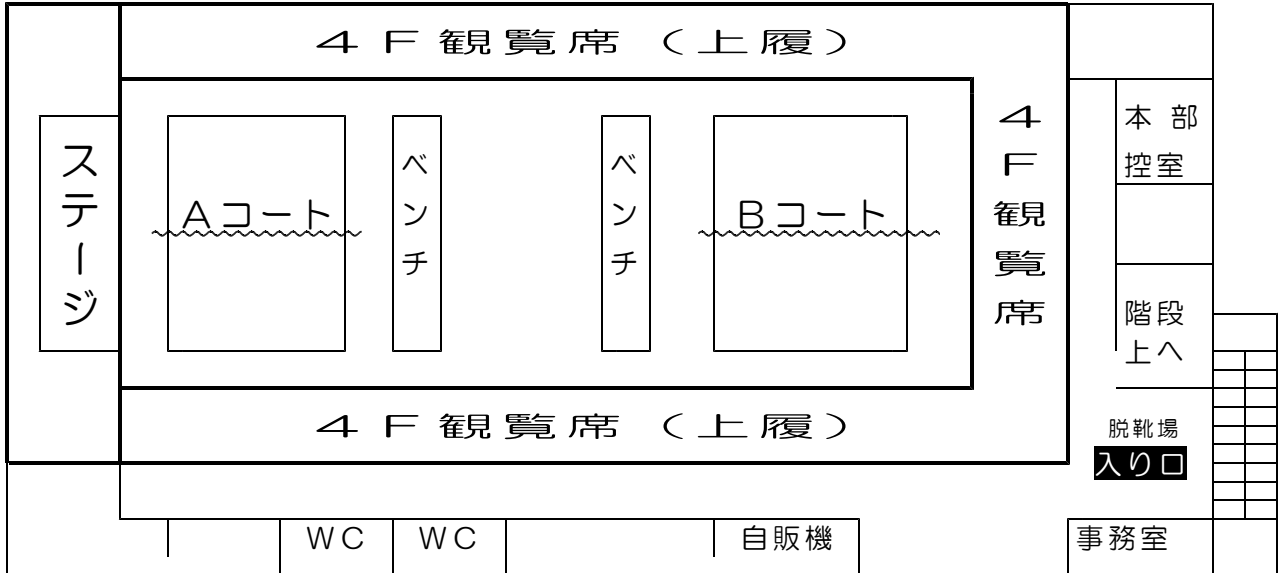 ４Ｆ観覧席（上履）
ステージ
Ａコート
ベンチ
ベンチ
Ｂコート
４Ｆ観覧席
本部
控室
階段
上へ
４Ｆ観覧席（上履）
脱靴場
入り口
ＷＣ
ＷＣ
自販機
事務室